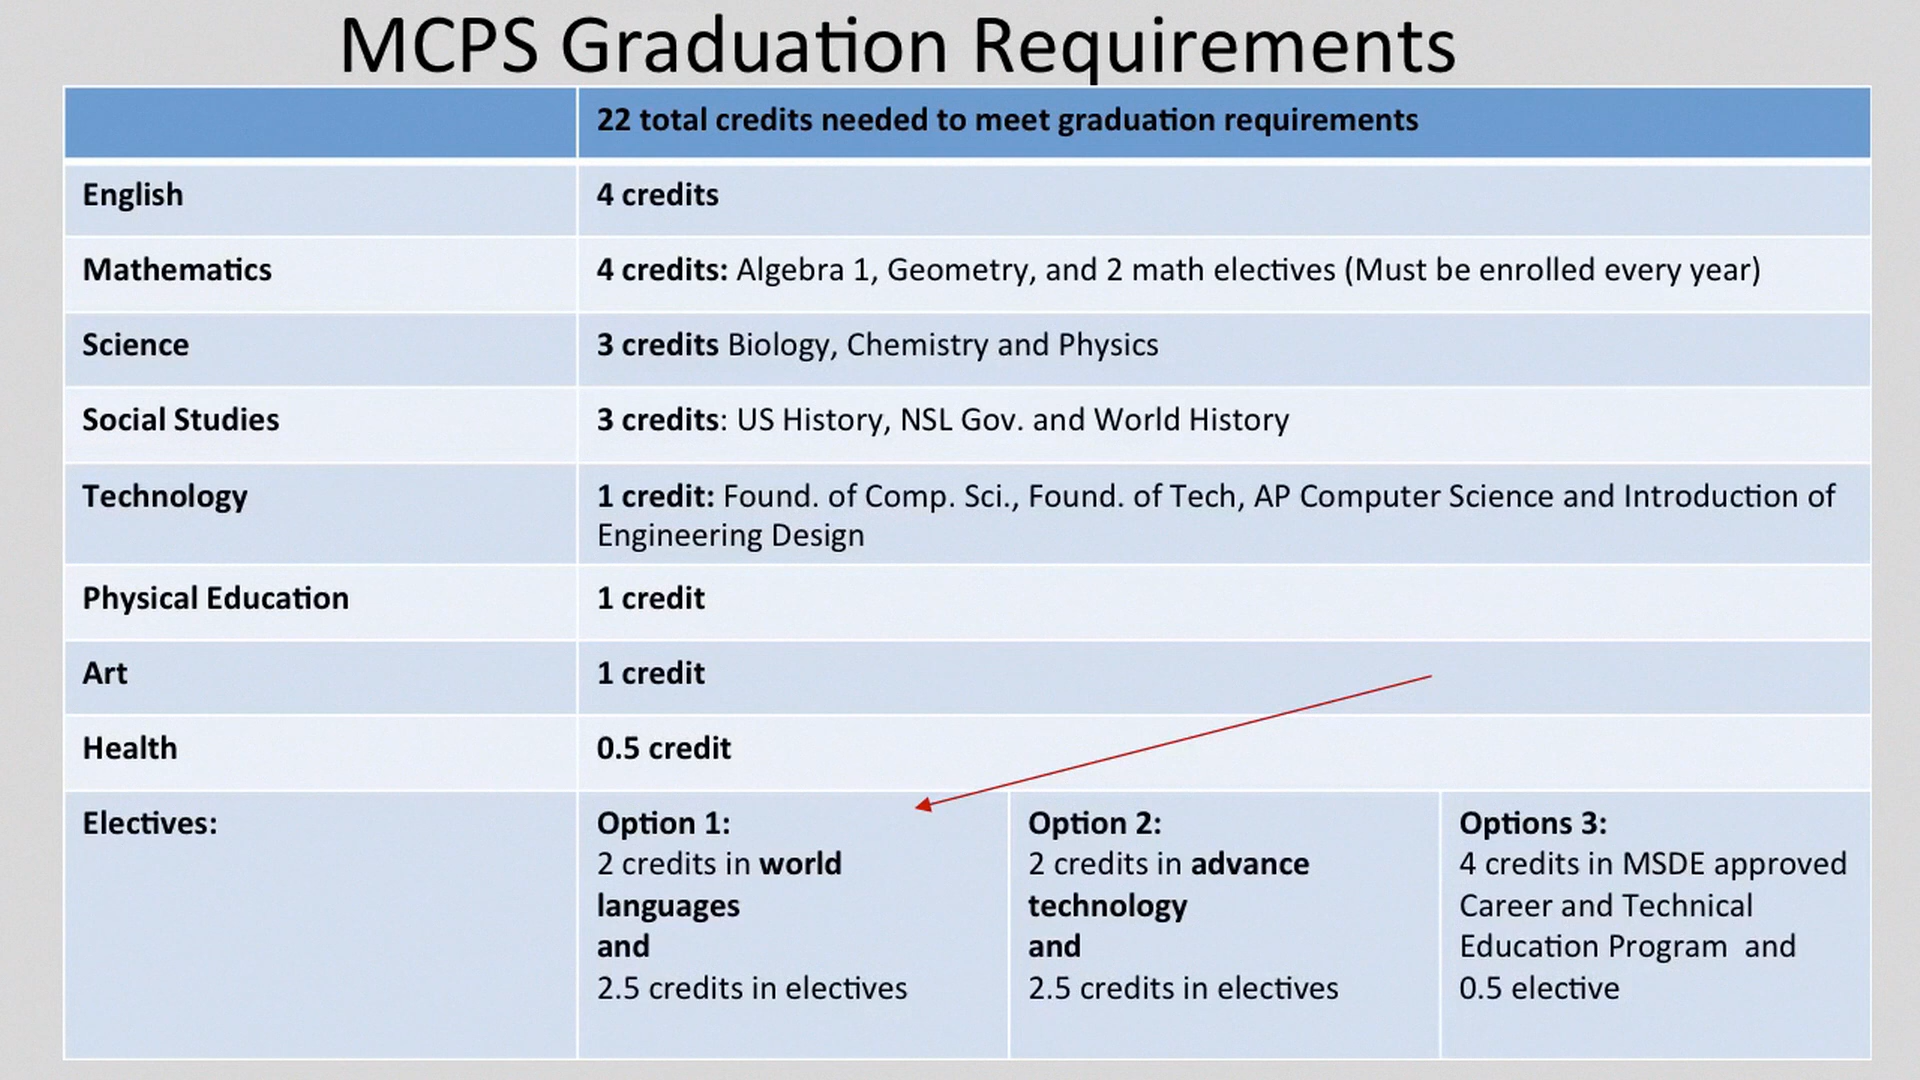 MCPS Graduation Requirements
22 total credits needed to meet graduation requirements
English
4 credits
Mathematics
4 credits: Algebra 1, Geometry, and 2 math electives (Must be enrolled every year)
Science
3 credits Biology, Chemistry and Physics
Social Studies
3 credits: US History, NSL Gov. and World History
Technology
1 credit: Found. of Comp. Sci., Found. of Tech, AP Computer Science and Introduction of
Engineering Design
Physical Education
1 credit
Art
1 credit
Health
0.5 credit
Electives:
Option 1:
2 credits in world
languages
and
2.5 credits in electives
Option 2:
2 credits in advance
technology
and
2.5 credits in electives
Options 3:
4 credits in MSDE approved
Career and Technical
Education Program and
0.5 elective